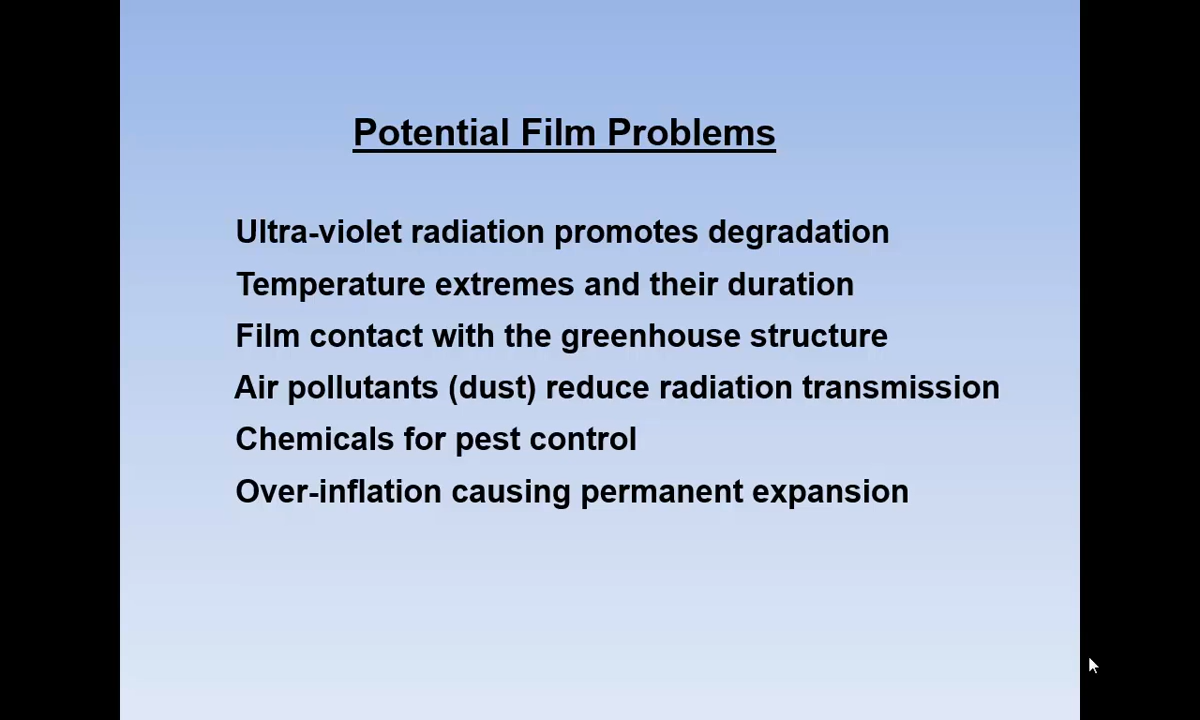 Potential Film Problems
Ultra-violet radiation promotes degradation
Temperature extremes and their duration
Film contact with the greenhouse structure
Air pollutants (dust) reduce radiation transmission
Chemicals for pest control
Over-inflation causing permanent expansion